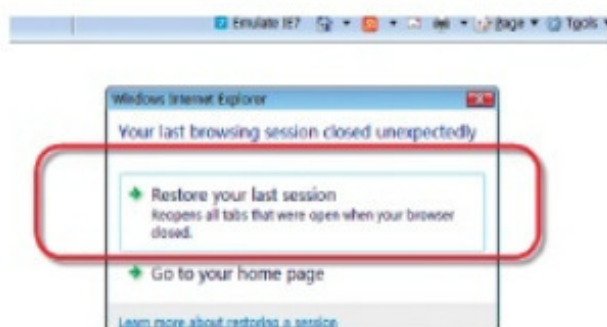 Emulate IE7
Page
Tools
Windows Internet Explorer
Your last browsing session closed unexpectedly
Restore your last session
Reopens all tabs that were open when your browser
closed.
Go to your home page
Learn more about restoring a session